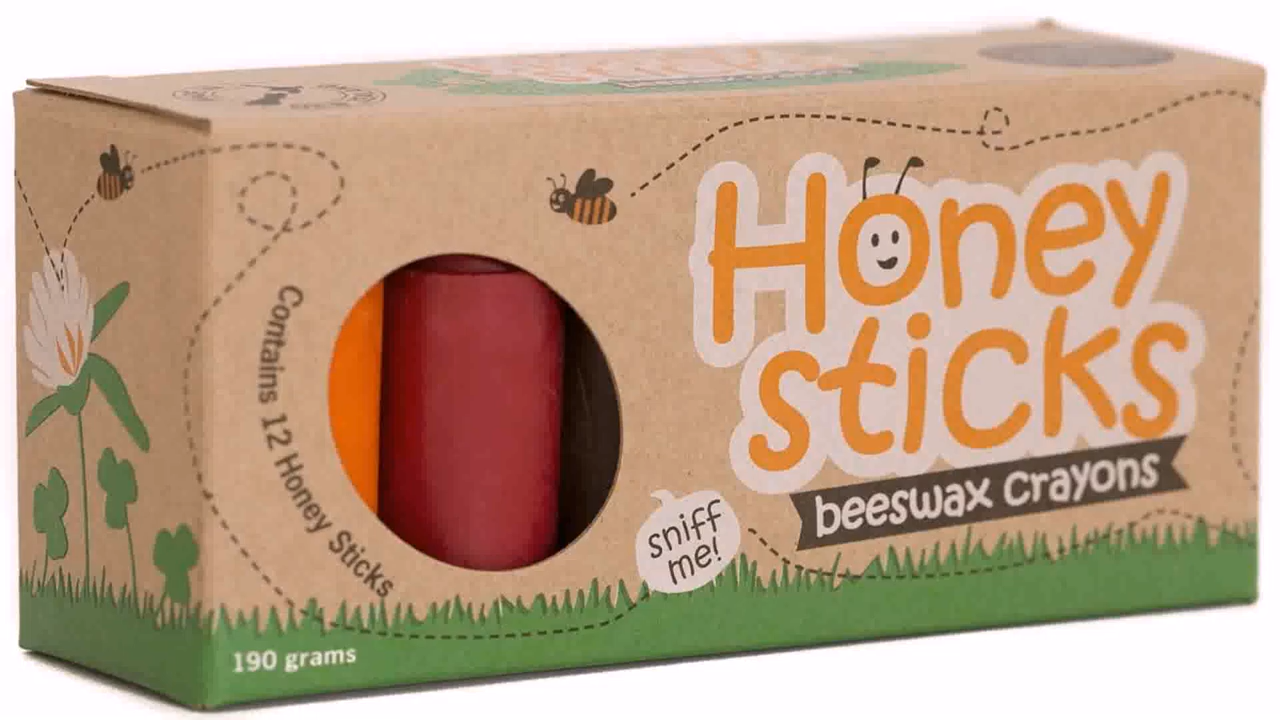 Honey
sticks
beeswax crayons
sniff
me!
Contains 12 Honey Sticks
190 grams